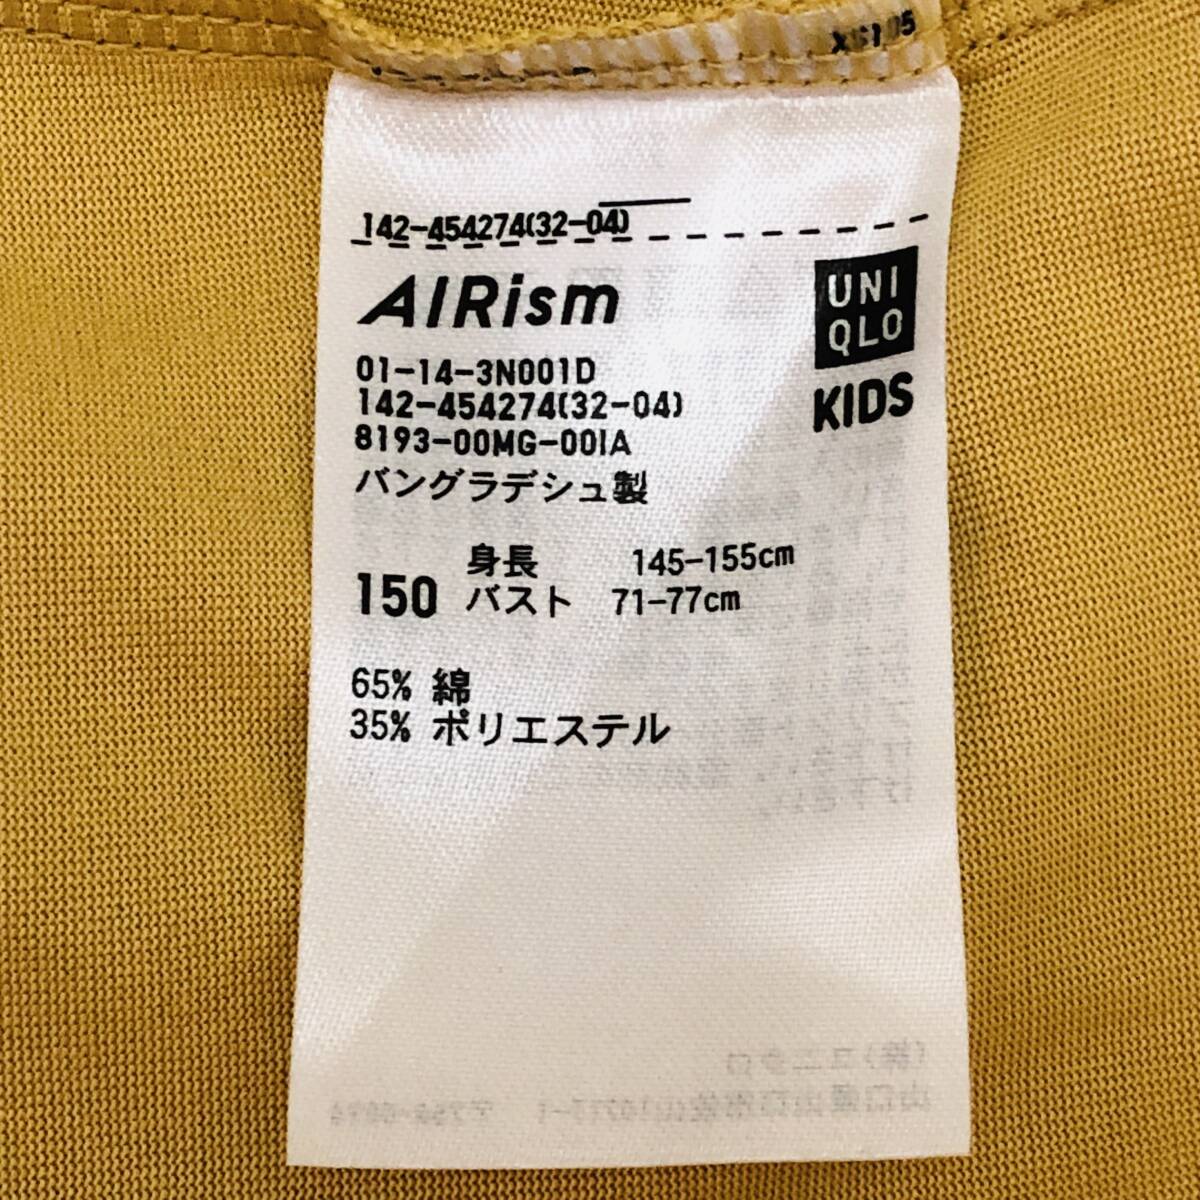 142-454274(32-04)
AIRism
UNI
QLO
KIDS
01-14-3N001D
142-454274(32-04)
8193-00MG-00IA
バングラデシュ製
150
身長 145-155cm
バスト 71-77cm
65% 綿
35% ポリエステル